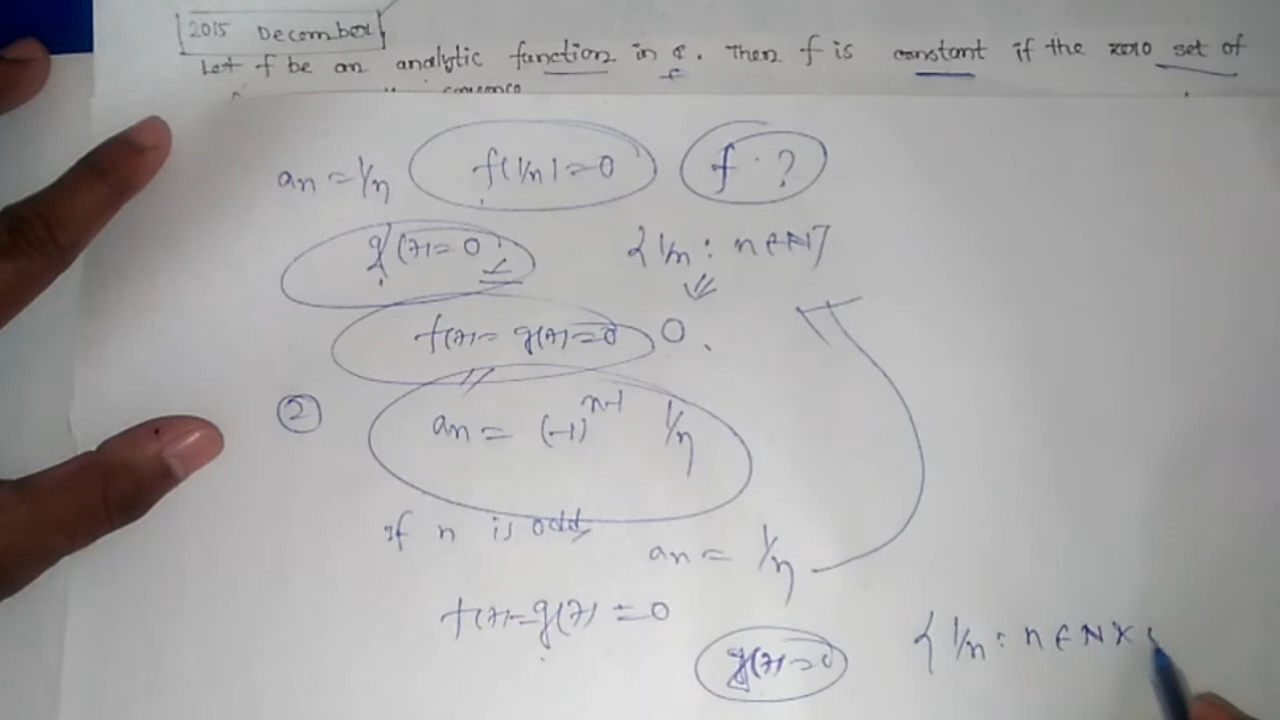 2015 December
Let f be an analytic function in ℂ. Then f is constant if the zero set of
an = 1/n f(1/n) = 0 f ?
g(z) = 0 { 1/n : n ∈ N }
f(z) = g(z) = 0 0.
② an = (-1)^{n-1} 1/n
if n is odd,
an = 1/n
f(z) = g(z) = 0
g(z) = 0 { 1/n : n ∈ N